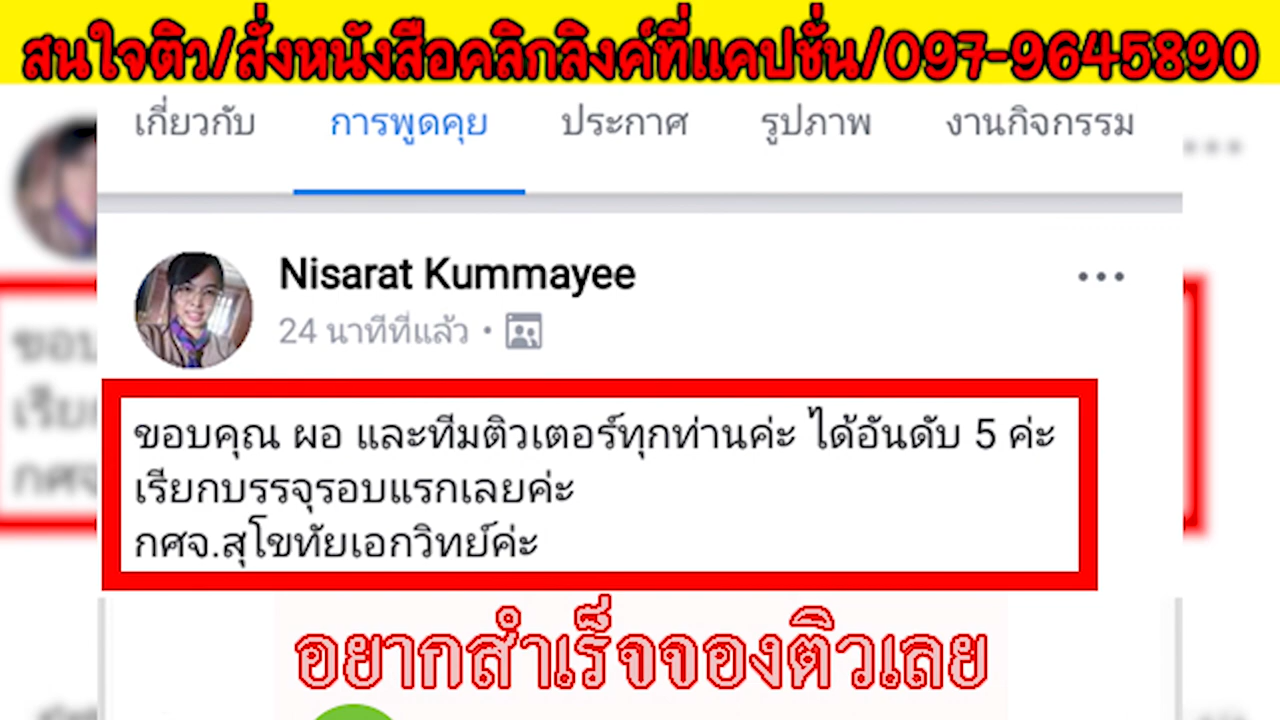 สนใจติว/สั่งหนังสือคลิกลิงค์ที่แคปชั่น/097-9645890
เกี่ยวกับ การพูดคุย ประกาศ รูปภาพ งานกิจกรรม
Nisarat Kummayee
24 นาทีที่แล้ว
ขอบคุณ ผอ และทีมติวเตอร์ทุกท่านค่ะ ได้อันดับ 5 ค่ะ
เรียกบรรจุรอบแรกเลยค่ะ
กศจ.สุโขทัยเอกวิทย์ค่ะ
อยากสำเร็จจองติวเลย